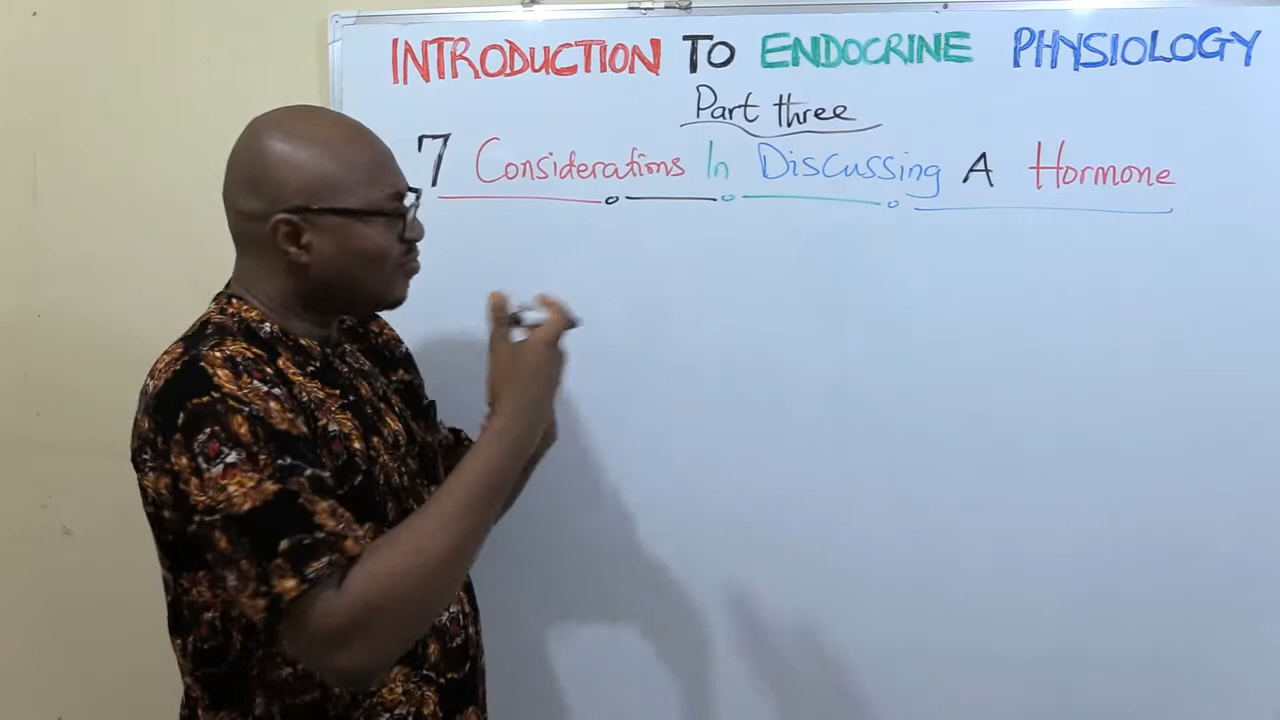 INTRODUCTION TO ENDOCRINE PHYSIOLOGY
Part three
7 Considerations In Discussing A Hormone